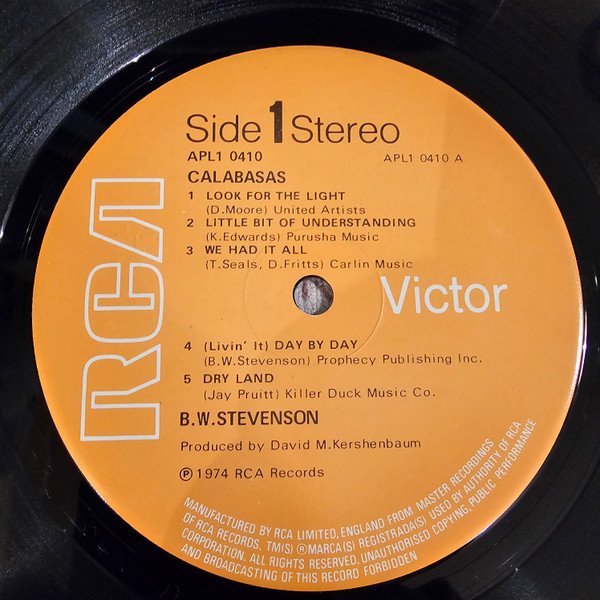 RCA
Side 1 Stereo
APL1 0410
APL1 0410 A
CALABASAS
1 LOOK FOR THE LIGHT
(D.Moore) United Artists
2 LITTLE BIT OF UNDERSTANDING
(K.Edwards) Purusha Music
3 WE HAD IT ALL
(T.Seals, D.Fritts) Carlin Music
Victor
4 (Livin' It) DAY BY DAY
(B.W.Stevenson) Prophecy Publishing Inc.
5 DRY LAND
(Jay Pruitt) Killer Duck Music Co.
B.W.STEVENSON
Produced by David M.Kershenbaum
Ⓟ 1974 RCA Records
MANUFACTURED BY RCA LIMITED, ENGLAND FROM MASTER RECORDINGS
OF RCA RECORDS. TM(S) ® MARCA(S) REGISTRADA(S) USED BY AUTHORITY OF RCA
CORPORATION. ALL RIGHTS RESERVED. UNAUTHORISED COPYING, PUBLIC PERFORMANCE
AND BROADCASTING OF THIS RECORD FORBIDDEN